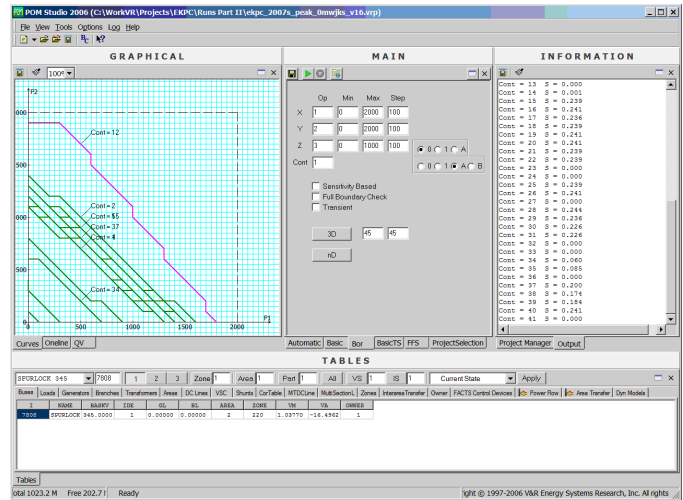 POM Studio 2006 (C:\WorkVR\Projects\EKPC\Runs Part II\ekpc_2007s_peak_0mwjks_v16.vrp)
File View Tools Options Log Help
GRAPHICAL
MAIN
INFORMATION
P2
Cont = 12
Cont = 2
Cont = 37
Cont = 34
0 500 1000 1500 2000
P1
Curves Oneline QV
Op Min Max Step
X 1 0 2000 100
Y 2 0 2000 100
Z 3 0 1000 100
0 1 A
Cont 1
0 1 A B
Sensitivity Based
Full Boundary Check
Transient
3D 45 45
nD
Automatic Basic Bor BasicTS FFS ProjectSelection
Cont = 13 S = 0.000
Cont = 14 S = 0.001
Cont = 15 S = 0.239
Cont = 16 S = 0.241
Cont = 17 S = 0.236
Cont = 18 S = 0.239
Cont = 19 S = 0.241
Cont = 20 S = 0.241
Cont = 21 S = 0.239
Cont = 22 S = 0.239
Cont = 23 S = 0.000
Cont = 24 S = 0.000
Cont = 25 S = 0.239
Cont = 26 S = 0.241
Cont = 27 S = 0.000
Cont = 28 S = 0.244
Cont = 29 S = 0.236
Cont = 30 S = 0.226
Cont = 31 S = 0.226
Cont = 32 S = 0.000
Cont = 33 S = 0.000
Cont = 34 S = 0.060
Cont = 35 S = 0.085
Cont = 36 S = 0.000
Cont = 37 S = 0.200
Cont = 38 S = 0.174
Cont = 39 S = 0.184
Cont = 40 S = 0.241
Cont = 41 S = 0.000
Project Manager Output
TABLES
SPURLOCK 345 7808 1 2 3 Zone 1 Area 1 Part 1 All VS 1 IS 1 Current State Apply
Buses Loads Generators Branches Transformers Areas DC Lines VSC Shunts CorTable MTDCLine MultiSectionL Zones InterareaTransfer Owner FACTS Control Devices Power Flow Area Transfer Dyn Models
I NAME BASKV IDE GL BL AREA ZONE VM VA OWNER
7808 SPURLOCK 345.0000 1 0.00000 0.00000 2 220 1.03770 -16.4962 1
Tables
otal 1023.2 M Free 202.7 Ready
ight © 1997-2006 V&R Energy Systems Research, Inc. All rights